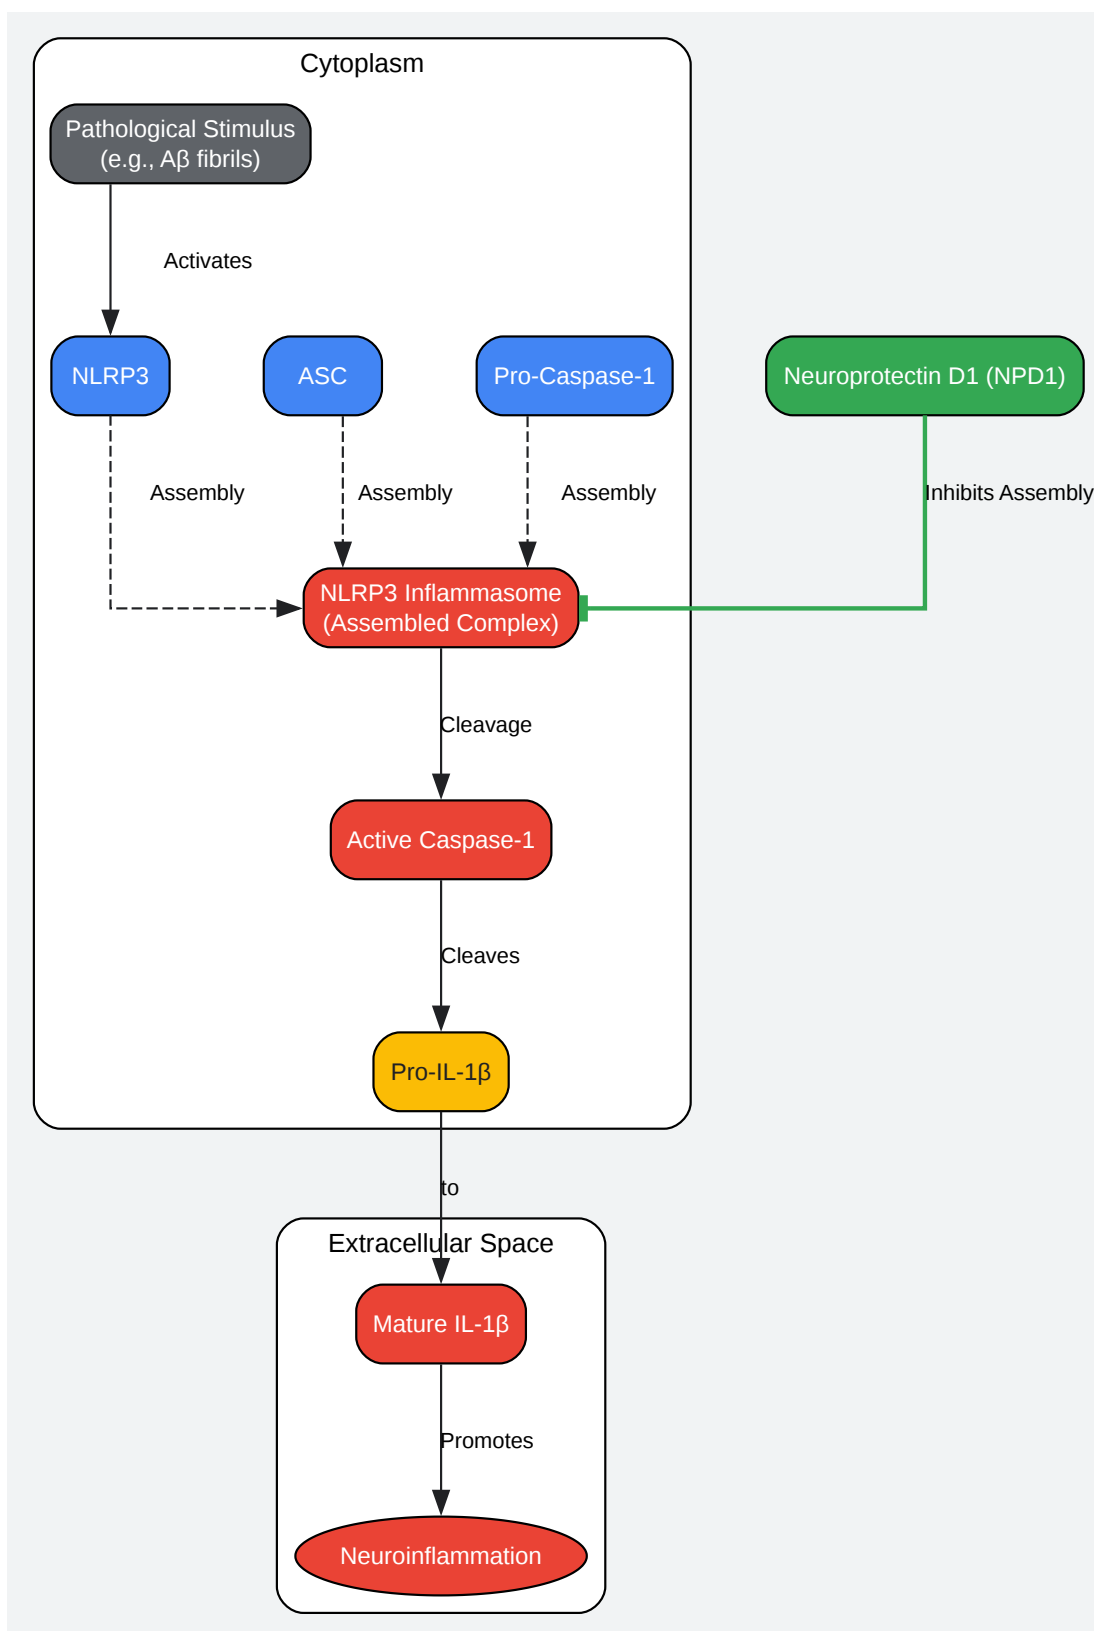 Cytoplasm
Pathological Stimulus
(e.g., Aβ fibrils)
Activates
NLRP3
ASC
Pro-Caspase-1
Neuroprotectin D1 (NPD1)
Assembly
Assembly
Assembly
Inhibits Assembly
NLRP3 Inflammasome
(Assembled Complex)
Cleavage
Active Caspase-1
Cleaves
Pro-IL-1β
to
Extracellular Space
Mature IL-1β
Promotes
Neuroinflammation